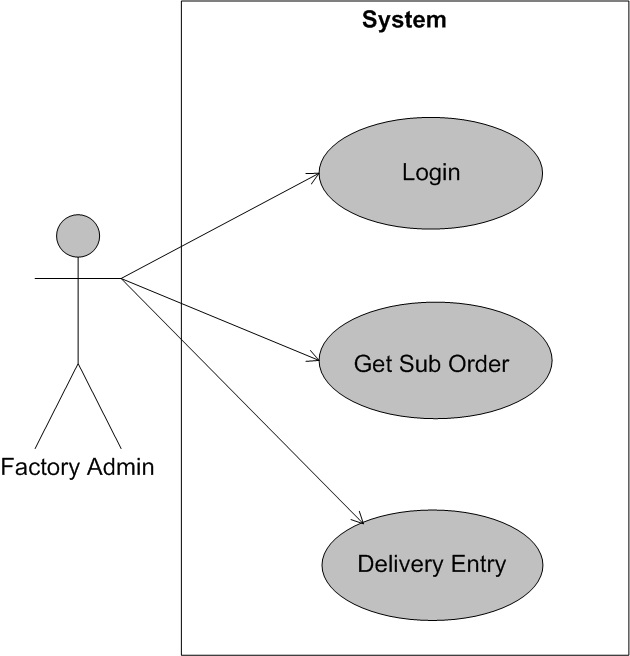 System
Login
Get Sub Order
Factory Admin
Delivery Entry